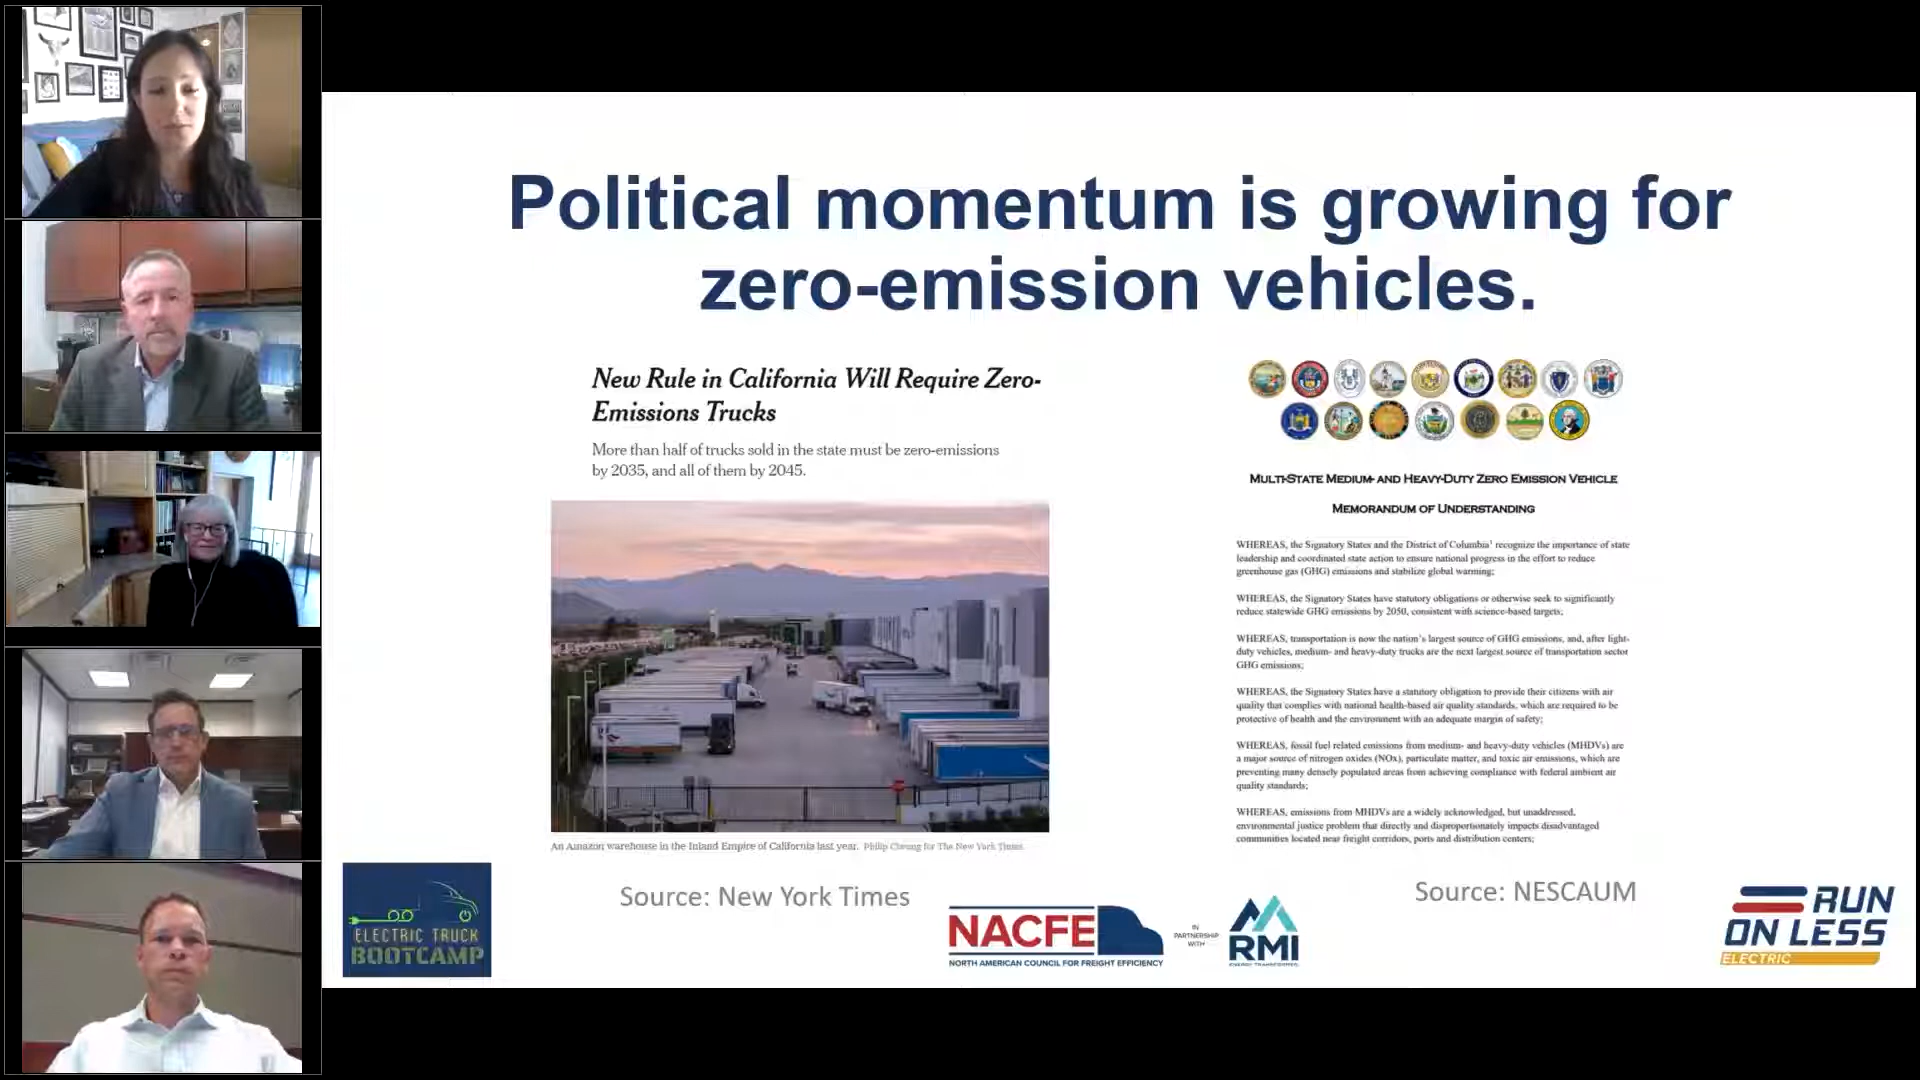 Political momentum is growing for
zero-emission vehicles.
New Rule in California Will Require Zero-
Emissions Trucks
More than half of trucks sold in the state must be zero-emissions
by 2035, and all of them by 2045.
An Amazon warehouse in the Inland Empire of California last year. Philip Cheung for The New York Times
Source: New York Times
MULTI-STATE MEDIUM- AND HEAVY-DUTY ZERO EMISSION VEHICLE
MEMORANDUM OF UNDERSTANDING
WHEREAS, the Signatory States and the District of Columbia¹ recognize the importance of state
leadership and coordinated state action to ensure national progress in the effort to reduce
greenhouse gas (GHG) emissions and stabilize global warming;
WHEREAS, the Signatory States have statutory obligations or otherwise seek to significantly
reduce statewide GHG emissions by 2050, consistent with science-based targets;
WHEREAS, transportation is now the nation's largest source of GHG emissions, and, after light-
duty vehicles, medium- and heavy-duty trucks are the next largest source of transportation sector
GHG emissions;
WHEREAS, the Signatory States have a statutory obligation to provide their citizens with air
quality that complies with national health-based air quality standards, which are required to be
protective of health and the environment with an adequate margin of safety;
WHEREAS, fossil fuel related emissions from medium- and heavy-duty vehicles (MHDVs) are
a major source of nitrogen oxides (NOx), particulate matter, and toxic air emissions, which are
preventing many densely populated areas from achieving compliance with federal ambient air
quality standards;
WHEREAS, emissions from MHDVs are a widely acknowledged, but unaddressed,
environmental justice problem that directly and disproportionately impacts disadvantaged
communities located near freight corridors, ports and distribution centers;
Source: NESCAUM
ELECTRIC TRUCK
BOOTCAMP
NACFE
NORTH AMERICAN COUNCIL FOR FREIGHT EFFICIENCY
IN
PARTNERSHIP
WITH
RMI
RUN
ON LESS
ELECTRIC